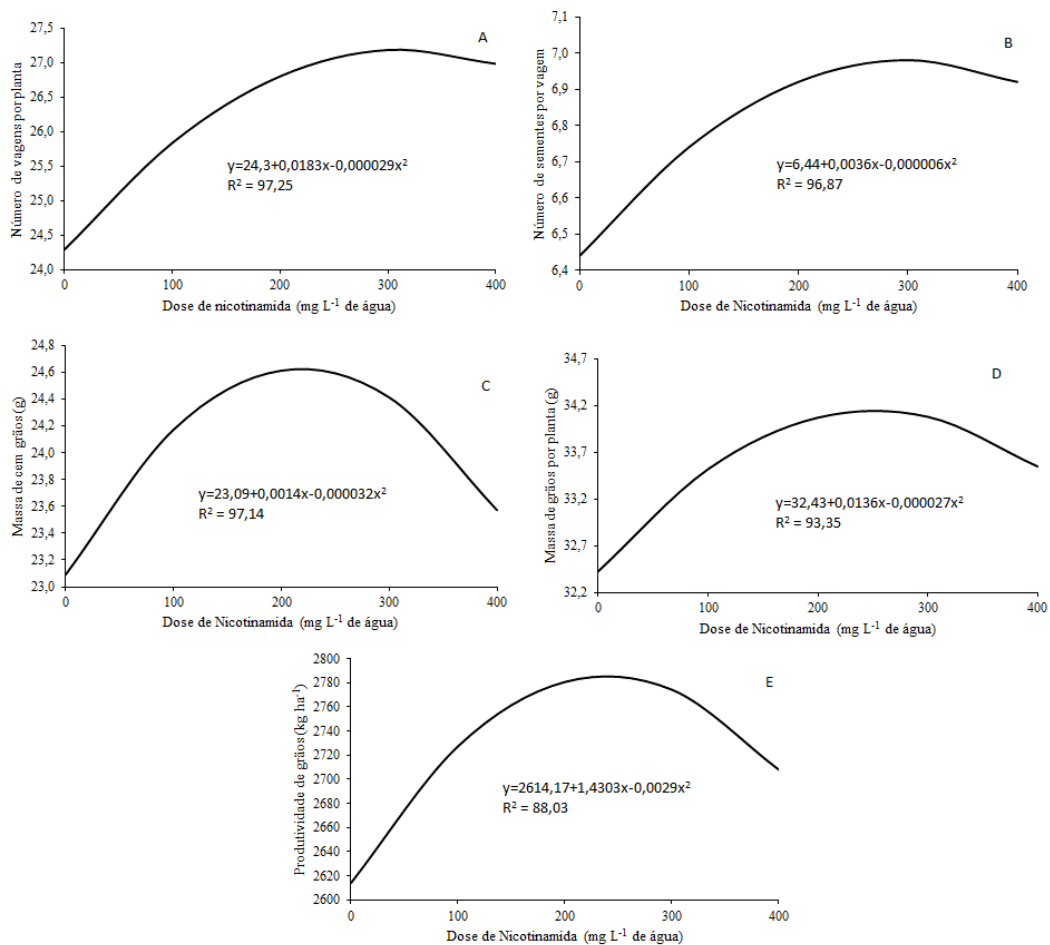 Número de vagens por planta
27,5
27,0
26,5
26,0
25,5
25,0
24,5
24,0
A
y=24,3+0,0183x-0,000029x²
R² = 97,25
0 100 200 300 400
Dose de nicotinamida (mg L⁻¹ de água)
Número de sementes por vagem
7,1
7,0
6,9
6,8
6,7
6,6
6,5
6,4
B
y=6,44+0,0036x-0,000006x²
R² = 96,87
0 100 200 300 400
Dose de Nicotinamida (mg L⁻¹ de água)
Massa de cem grãos (g)
24,8
24,6
24,4
24,2
24,0
23,8
23,6
23,4
23,2
23,0
C
y=23,09+0,0014x-0,000032x²
R² = 97,14
0 100 200 300 400
Dose de Nicotinamida (mg L⁻¹ de água)
Massa de grãos por planta (g)
34,7
34,2
33,7
33,2
32,7
32,2
D
y=32,43+0,0136x-0,000027x²
R² = 93,35
0 100 200 300 400
Dose de Nicotinamida (mg L⁻¹ de água)
Produtividade de grãos (kg ha⁻¹)
2800
2780
2760
2740
2720
2700
2680
2660
2640
2620
2600
E
y=2614,17+1,4303x-0,0029x²
R² = 88,03
0 100 200 300 400
Dose de Nicotinamida (mg L⁻¹ de água)